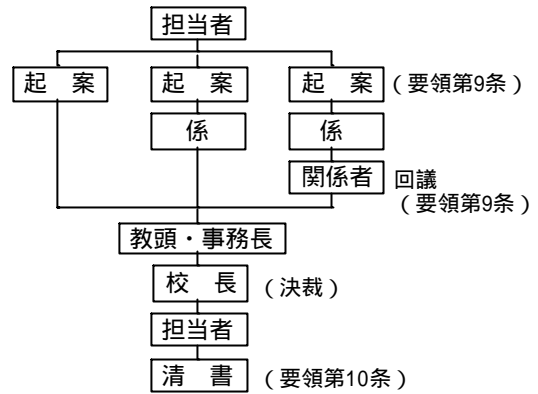 担当者
起　案　起　案　起　案（要領第9条）
係　係
関係者　回議
（要領第9条）
教頭・事務長
校　長（決裁）
担当者
清　書（要領第10条）